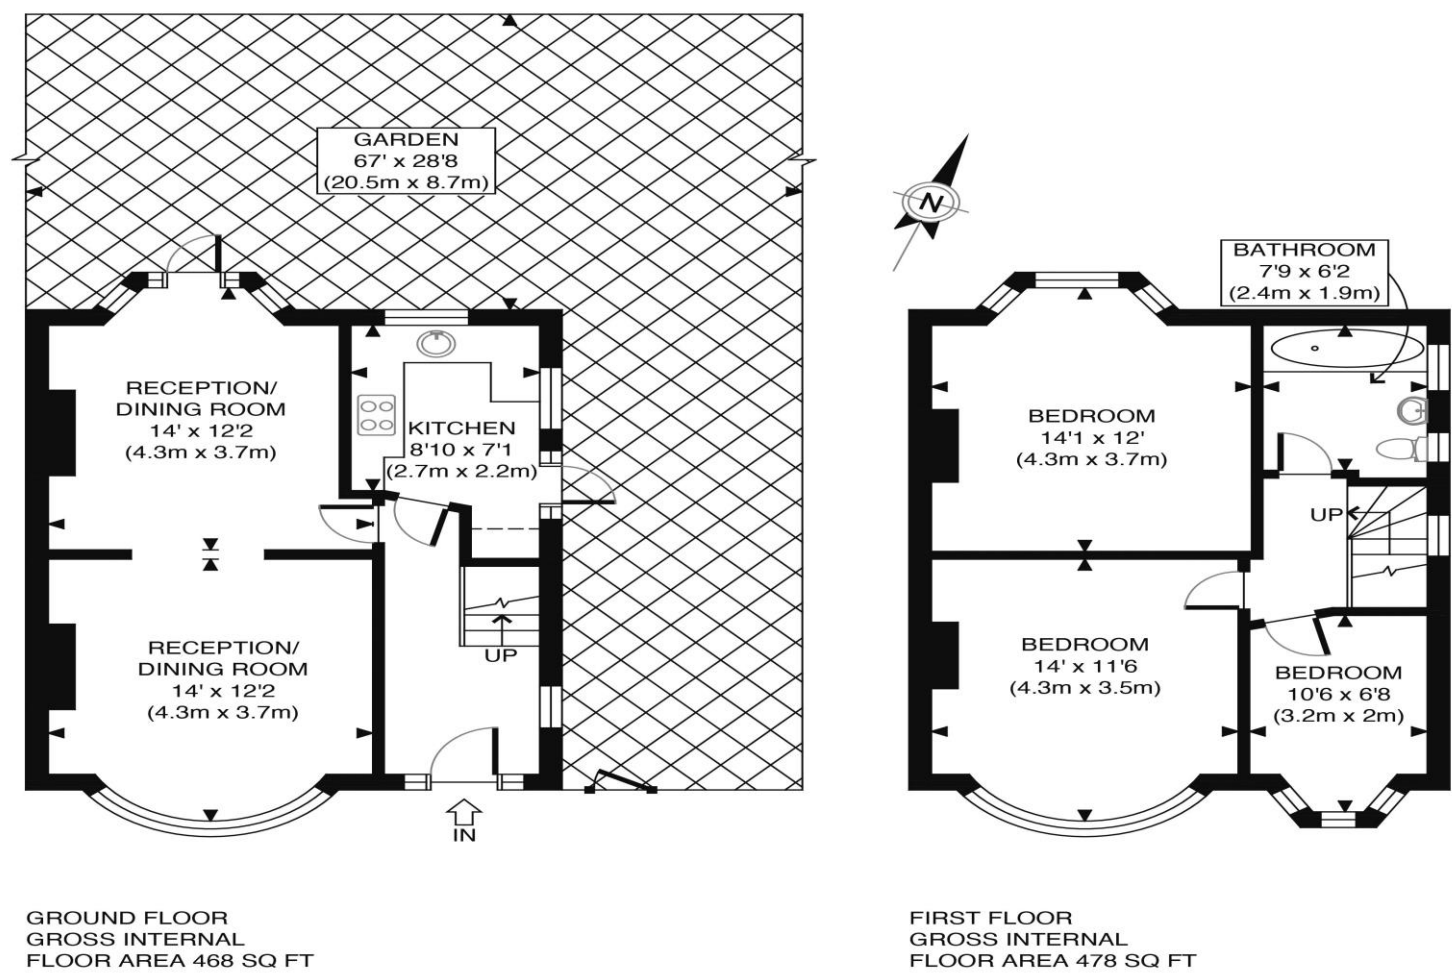 GARDEN
67' x 28'8
(20.5m x 8.7m)
RECEPTION/
DINING ROOM
14' x 12'2
(4.3m x 3.7m)
KITCHEN
8'10 x 7'1
(2.7m x 2.2m)
RECEPTION/
DINING ROOM
14' x 12'2
(4.3m x 3.7m)
UP
IN
GROUND FLOOR
GROSS INTERNAL
FLOOR AREA 468 SQ FT
N
BATHROOM
7'9 x 6'2
(2.4m x 1.9m)
BEDROOM
14'1 x 12'
(4.3m x 3.7m)
UP
BEDROOM
14' x 11'6
(4.3m x 3.5m)
BEDROOM
10'6 x 6'8
(3.2m x 2m)
FIRST FLOOR
GROSS INTERNAL
FLOOR AREA 478 SQ FT